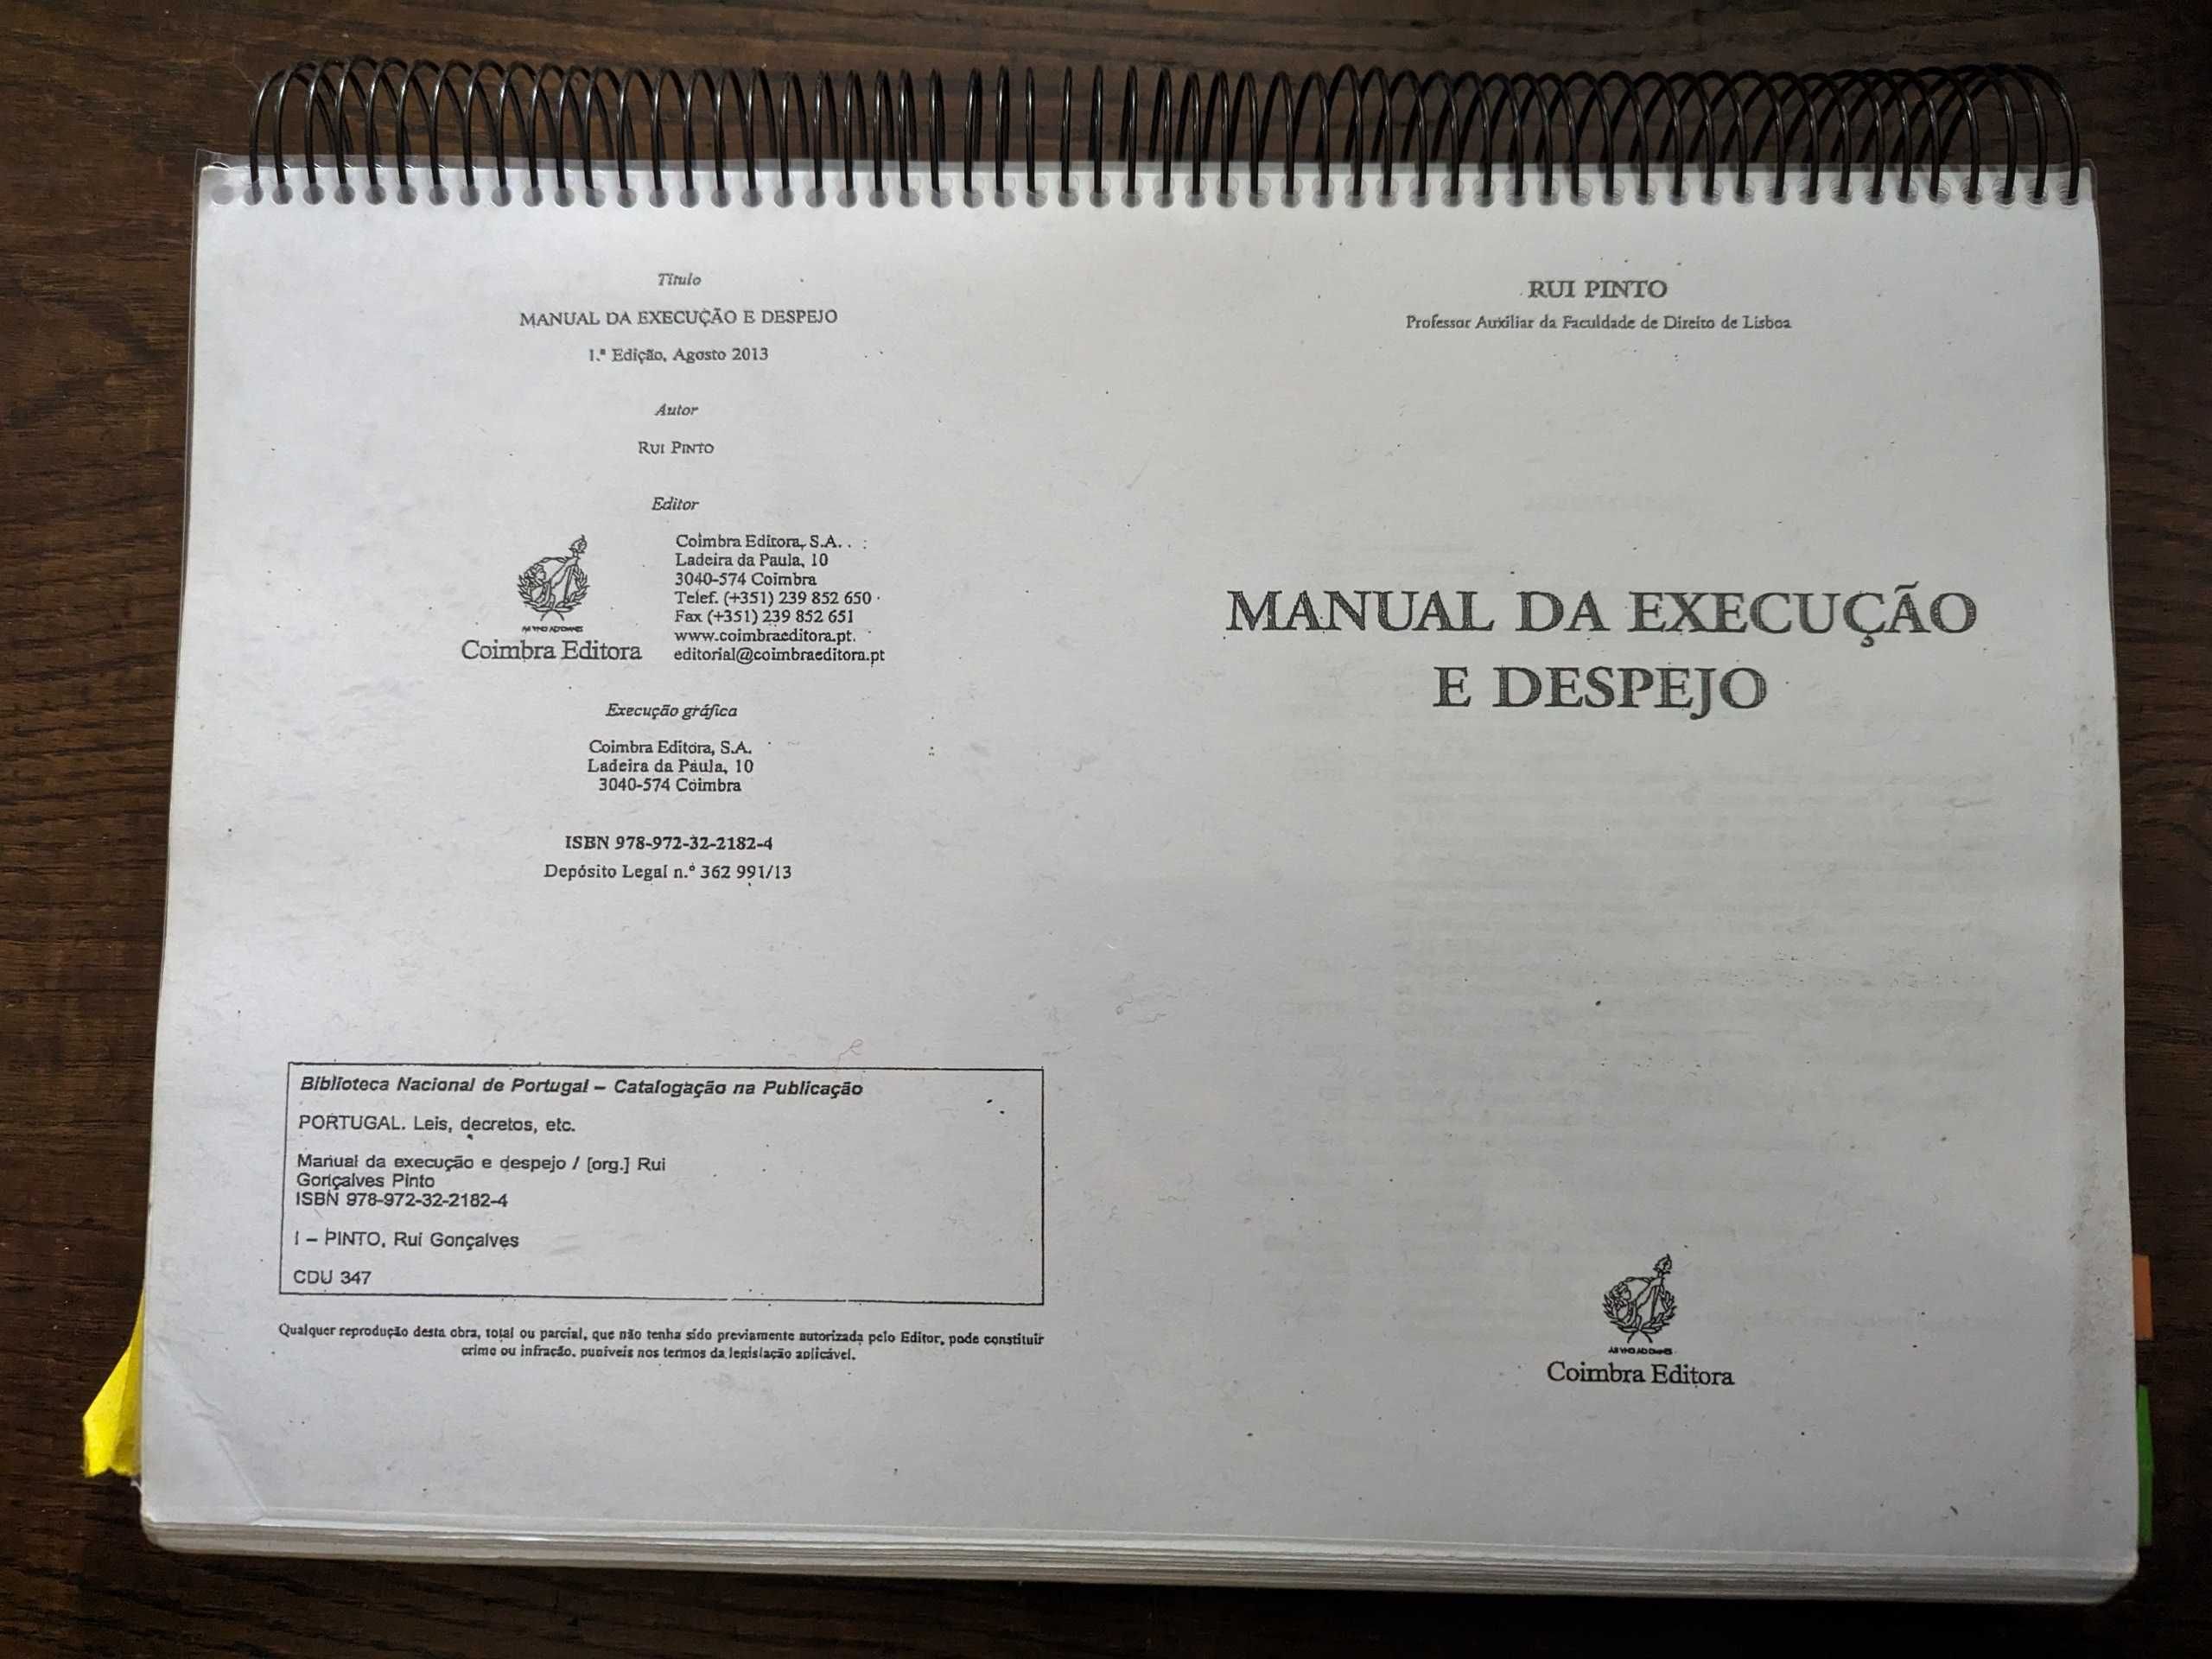 Título
MANUAL DA EXECUÇÃO E DESPEJO
1.ª Edição, Agosto 2013
Autor
RUI PINTO
Editor
Coimbra Editora
Coimbra Editora, S.A.
Ladeira da Paula, 10
3040-574 Coimbra
Telef. (+351) 239 852 650
Fax (+351) 239 852 651
www.coimbraeditora.pt
editorial@coimbraeditora.pt
Execução gráfica
Coimbra Editora, S.A.
Ladeira da Paula, 10
3040-574 Coimbra
ISBN 978-972-32-2182-4
Depósito Legal n.º 362 991/13
Biblioteca Nacional de Portugal – Catalogação na Publicação
PORTUGAL. Leis, decretos, etc.
Manual da execução e despejo / [org.] Rui
Gonçalves Pinto
ISBN 978-972-32-2182-4
I – PINTO, Rui Gonçalves
CDU 347
Qualquer reprodução desta obra, total ou parcial, que não tenha sido previamente autorizada pelo Editor, pode constituir
crime ou infração, puníveis nos termos da legislação aplicável.
RUI PINTO
Professor Auxiliar da Faculdade de Direito de Lisboa
MANUAL DA EXECUÇÃO
E DESPEJO
Coimbra Editora